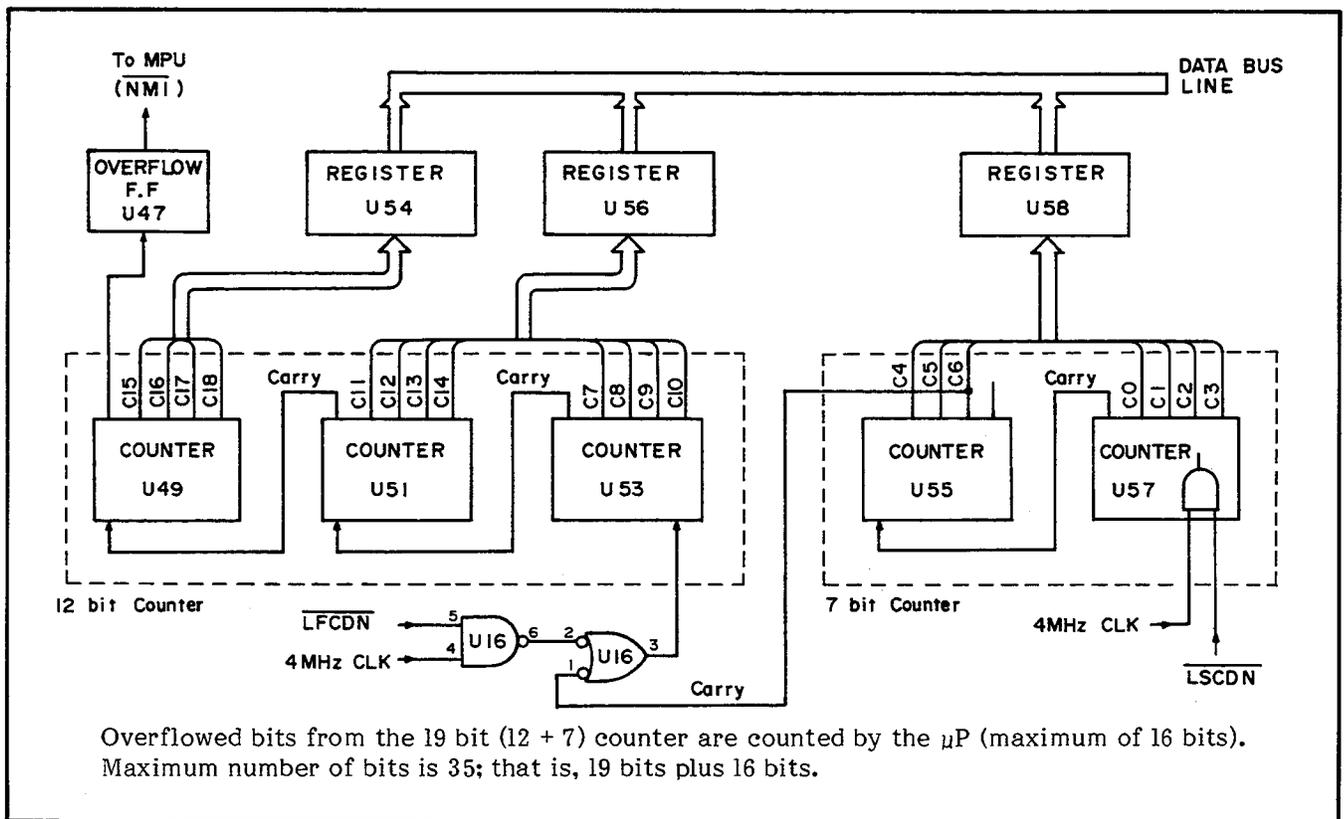 To MPU
(NMI)
DATA BUS
LINE
OVERFLOW
F.F
U47
REGISTER
U54
REGISTER
U56
REGISTER
U58
C15
C16
C17
C18
Carry
C11
C12
C13
C14
Carry
C7
C8
C9
C10
C4
C5
C6
Carry
C0
C1
C2
C3
COUNTER
U49
COUNTER
U51
COUNTER
U53
COUNTER
U55
COUNTER
U57
12 bit Counter
7 bit Counter
LFCDN
5
4
U16
6
2
1
U16
3
4MHz CLK
Carry
4MHz CLK
LSCDN
Overflowed bits from the 19 bit (12 + 7) counter are counted by the µP (maximum of 16 bits).
Maximum number of bits is 35; that is, 19 bits plus 16 bits.